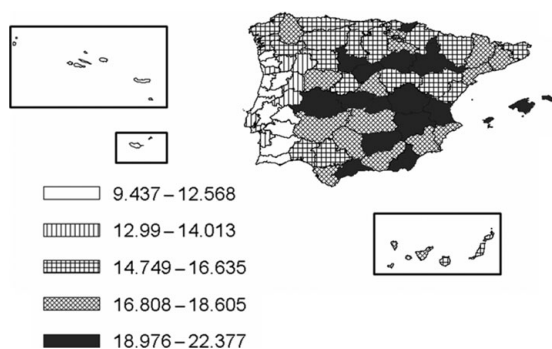 9.437 – 12.568
12.99 – 14.013
14.749 – 16.635
16.808 – 18.605
18.976 – 22.377